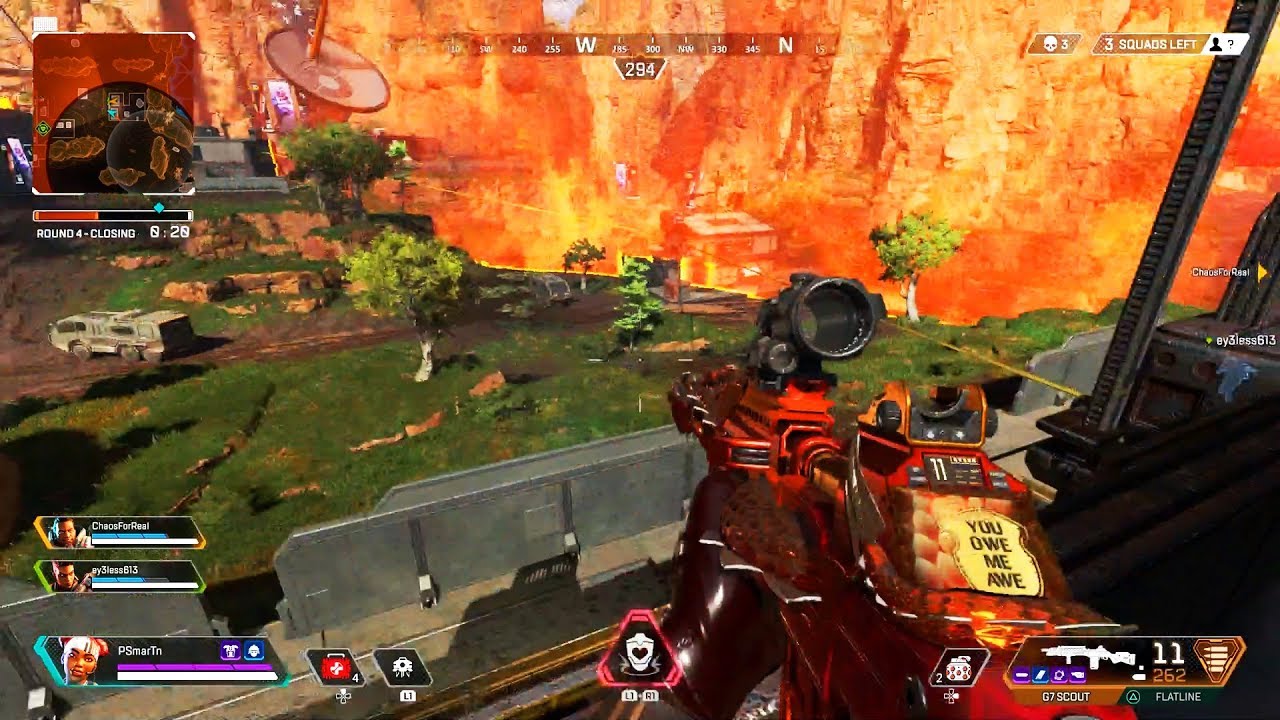 210 SW 240 255 W 285 300 NW 330 345 N 15
294
3
3 SQUADS LEFT ?
ROUND 4 - CLOSING 0:20
ChaosForReal
ey3less613
11
YOU
OWE
ME
AWE
ChaosForReal
ey3less613
PSmarTn
4
L1
L1 R1
2
11
262
G7 SCOUT FLATLINE